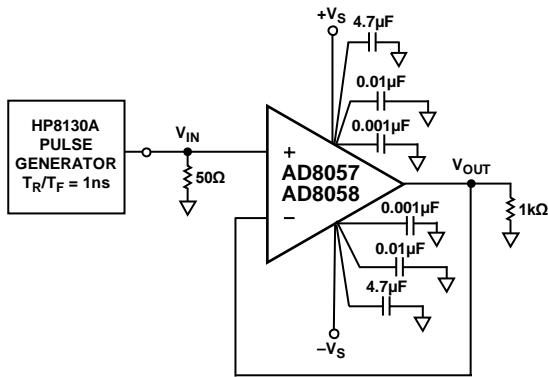 +VS
4.7µF
0.01µF
0.001µF
HP8130A
PULSE
GENERATOR
TR/TF = 1ns
VIN
50Ω
+
AD8057
AD8058
−
VOUT
1kΩ
0.001µF
0.01µF
4.7µF
−VS